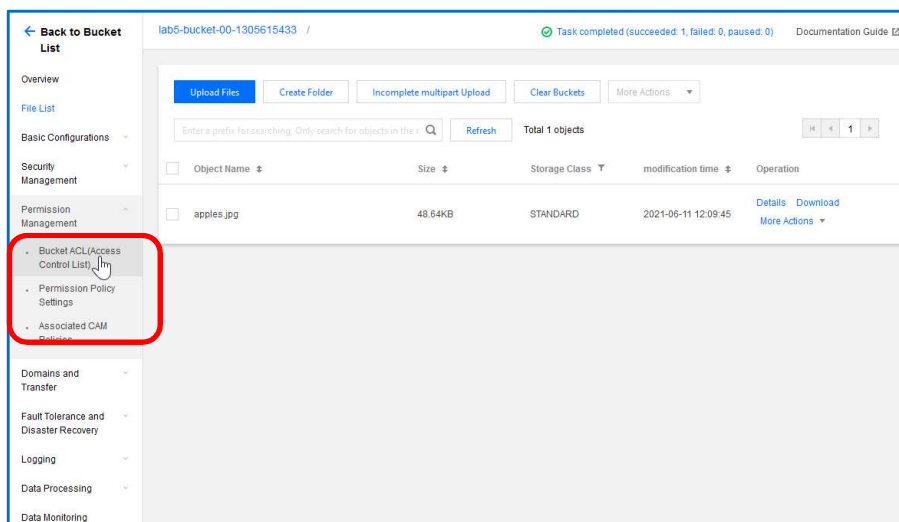 Back to Bucket
List
lab5-bucket-00-1305615433 /
Task completed (succeeded: 1, failed: 0, paused: 0)
Documentation Guide
Overview
File List
Basic Configurations
Security
Management
Permission
Management
Bucket ACL(Access
Control List)
Permission Policy
Settings
Associated CAM
Policies
Domains and
Transfer
Fault Tolerance and
Disaster Recovery
Logging
Data Processing
Data Monitoring
Upload Files
Create Folder
Incomplete multipart Upload
Clear Buckets
More Actions
Enter a prefix for searching. Only search for objects in the
Refresh
Total 1 objects
1
Object Name
Size
Storage Class
modification time
Operation
apples.jpg
48.64KB
STANDARD
2021-06-11 12:09:45
Details Download
More Actions